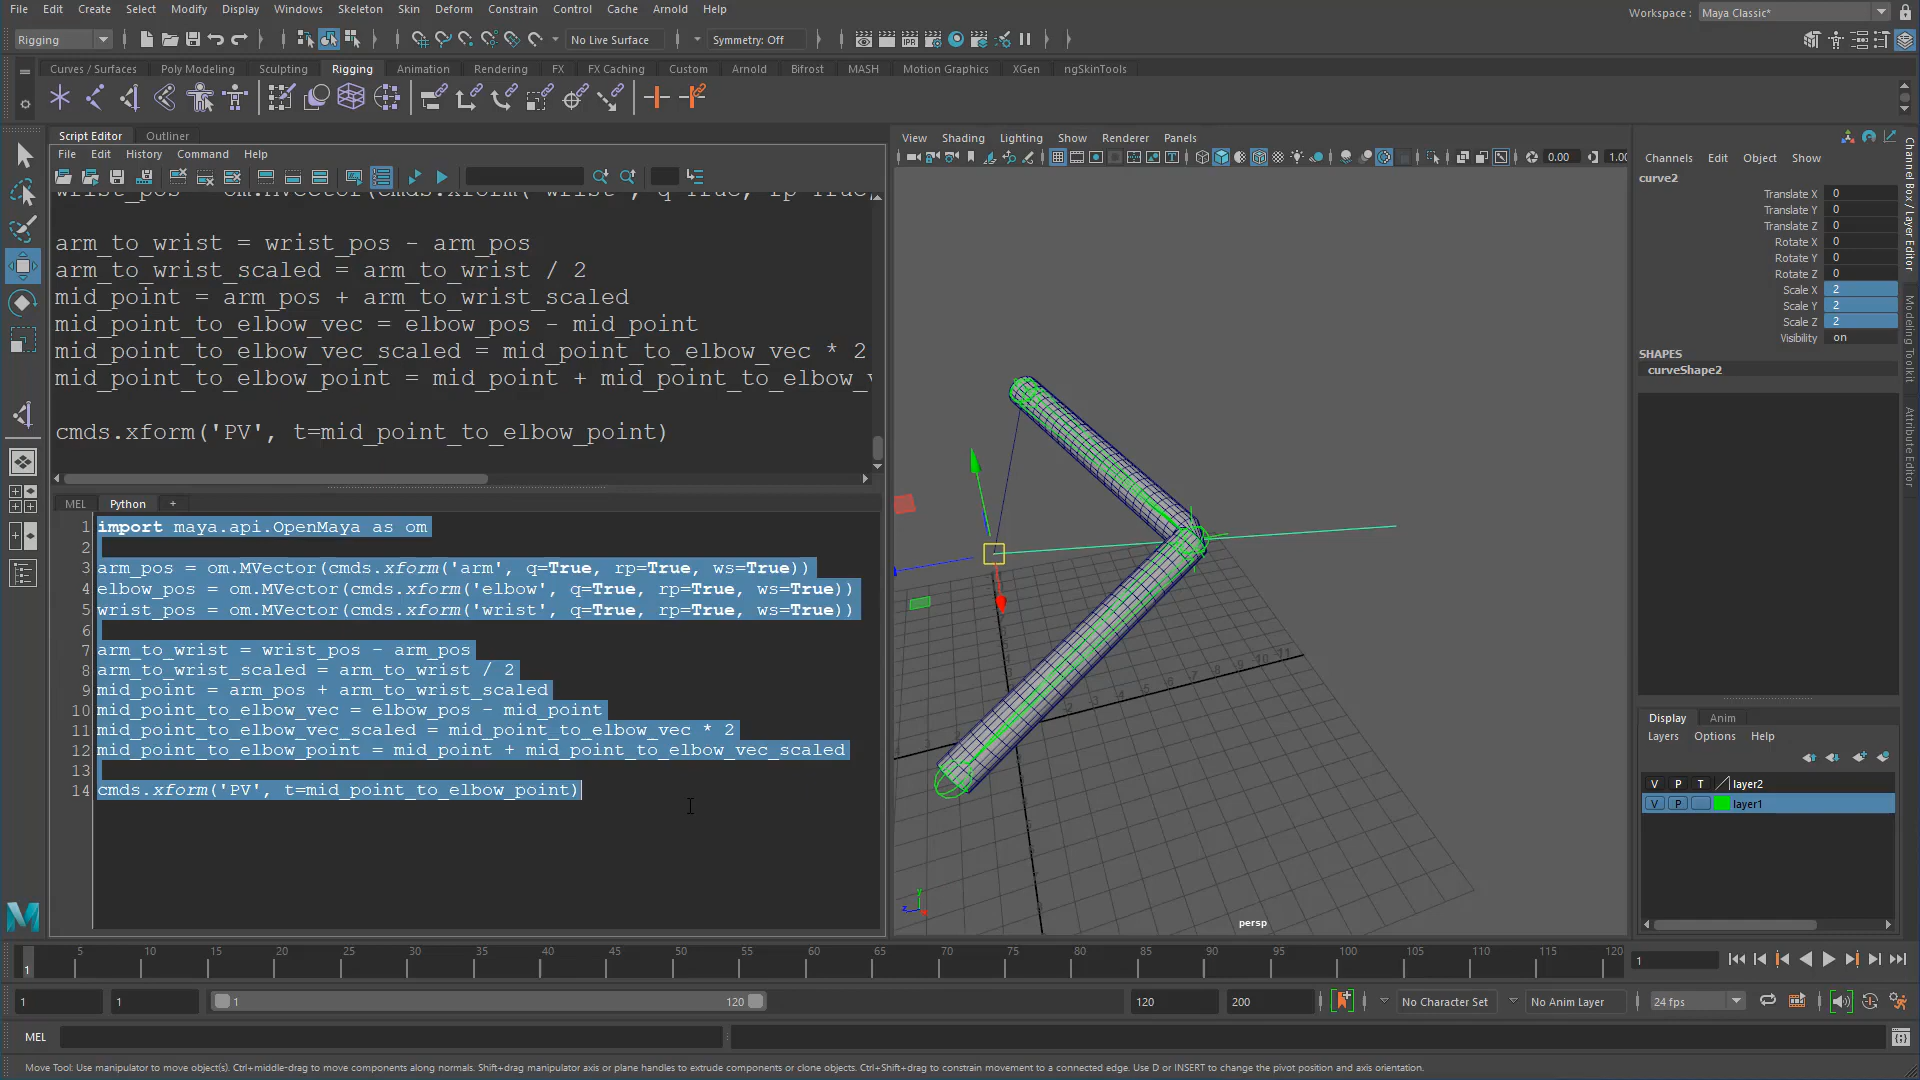 File Edit Create Select Modify Display Windows Skeleton Skin Deform Constrain Control Cache Arnold Help
Workspace : Maya Classic*
Rigging
No Live Surface
Symmetry: Off
Curves / Surfaces Poly Modeling Sculpting Rigging Animation Rendering FX FX Caching Custom Arnold Bifrost MASH Motion Graphics XGen ngSkinTools
Script Editor Outliner
File Edit History Command Help
arm_to_wrist = wrist_pos - arm_pos
arm_to_wrist_scaled = arm_to_wrist / 2
mid_point = arm_pos + arm_to_wrist_scaled
mid_point_to_elbow_vec = elbow_pos - mid_point
mid_point_to_elbow_vec_scaled = mid_point_to_elbow_vec * 2
mid_point_to_elbow_point = mid_point + mid_point_to_elbow_v
cmds.xform('PV', t=mid_point_to_elbow_point)
MEL Python +
1 import maya.api.OpenMaya as om
2
3 arm_pos = om.MVector(cmds.xform('arm', q=True, rp=True, ws=True))
4 elbow_pos = om.MVector(cmds.xform('elbow', q=True, rp=True, ws=True))
5 wrist_pos = om.MVector(cmds.xform('wrist', q=True, rp=True, ws=True))
6
7 arm_to_wrist = wrist_pos - arm_pos
8 arm_to_wrist_scaled = arm_to_wrist / 2
9 mid_point = arm_pos + arm_to_wrist_scaled
10 mid_point_to_elbow_vec = elbow_pos - mid_point
11 mid_point_to_elbow_vec_scaled = mid_point_to_elbow_vec * 2
12 mid_point_to_elbow_point = mid_point + mid_point_to_elbow_vec_scaled
13
14 cmds.xform('PV', t=mid_point_to_elbow_point)
View Shading Lighting Show Renderer Panels
0.00 1.00
persp
Channels Edit Object Show
curve2
Translate X 0
Translate Y 0
Translate Z 0
Rotate X 0
Rotate Y 0
Rotate Z 0
Scale X 2
Scale Y 2
Scale Z 2
Visibility on
SHAPES
curveShape2
Display Anim
Layers Options Help
V P T layer2
V P layer1
Channel Box / Layer Editor
Modeling Toolkit
Attribute Editor
1 5 10 15 20 25 30 35 40 45 50 55 60 65 70 75 80 85 90 95 100 105 110 115 120
1
1 1 1 120 120 200 No Character Set No Anim Layer 24 fps
MEL
Move Tool: Use manipulator to move object(s). Ctrl+middle-drag to move components along normals. Shift+drag manipulator axis or plane handles to extrude components or clone objects. Ctrl+Shift+drag to constrain movement to a connected edge. Use D or INSERT to change the pivot position and axis orientation.